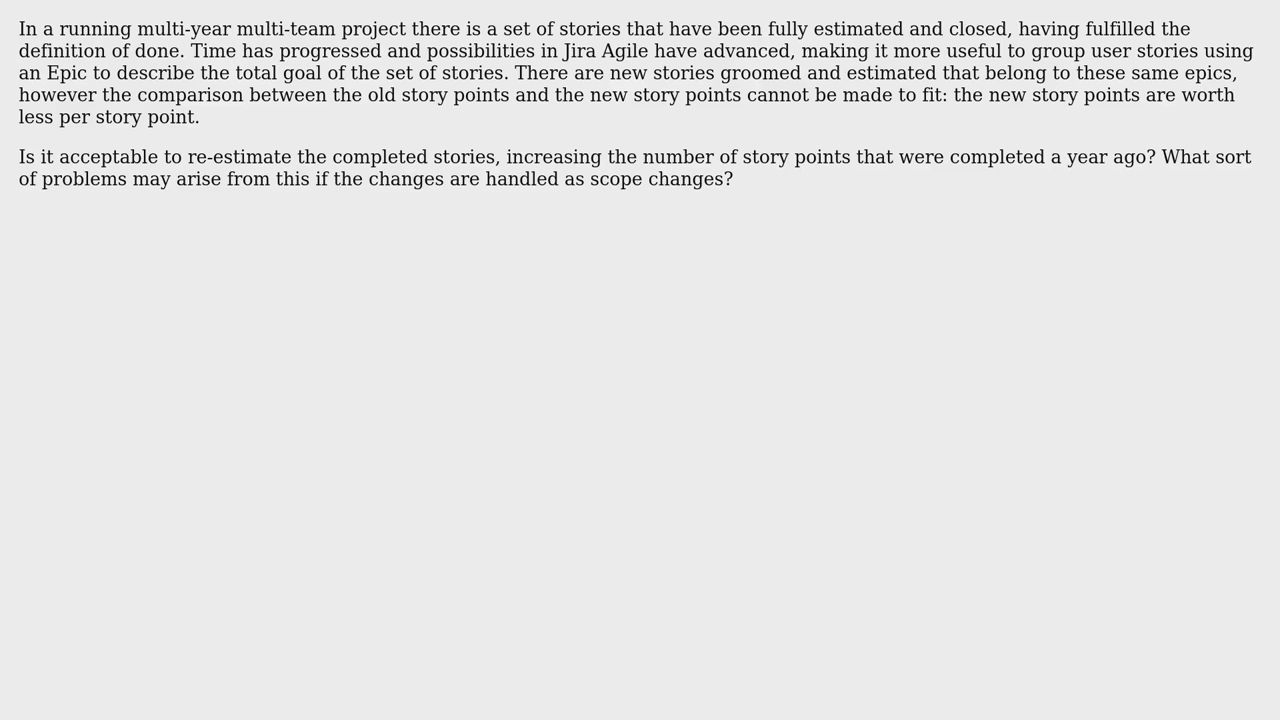 In a running multi-year multi-team project there is a set of stories that have been fully estimated and closed, having fulfilled the
definition of done. Time has progressed and possibilities in Jira Agile have advanced, making it more useful to group user stories using
an Epic to describe the total goal of the set of stories. There are new stories groomed and estimated that belong to these same epics,
however the comparison between the old story points and the new story points cannot be made to fit: the new story points are worth
less per story point.
Is it acceptable to re-estimate the completed stories, increasing the number of story points that were completed a year ago? What sort
of problems may arise from this if the changes are handled as scope changes?